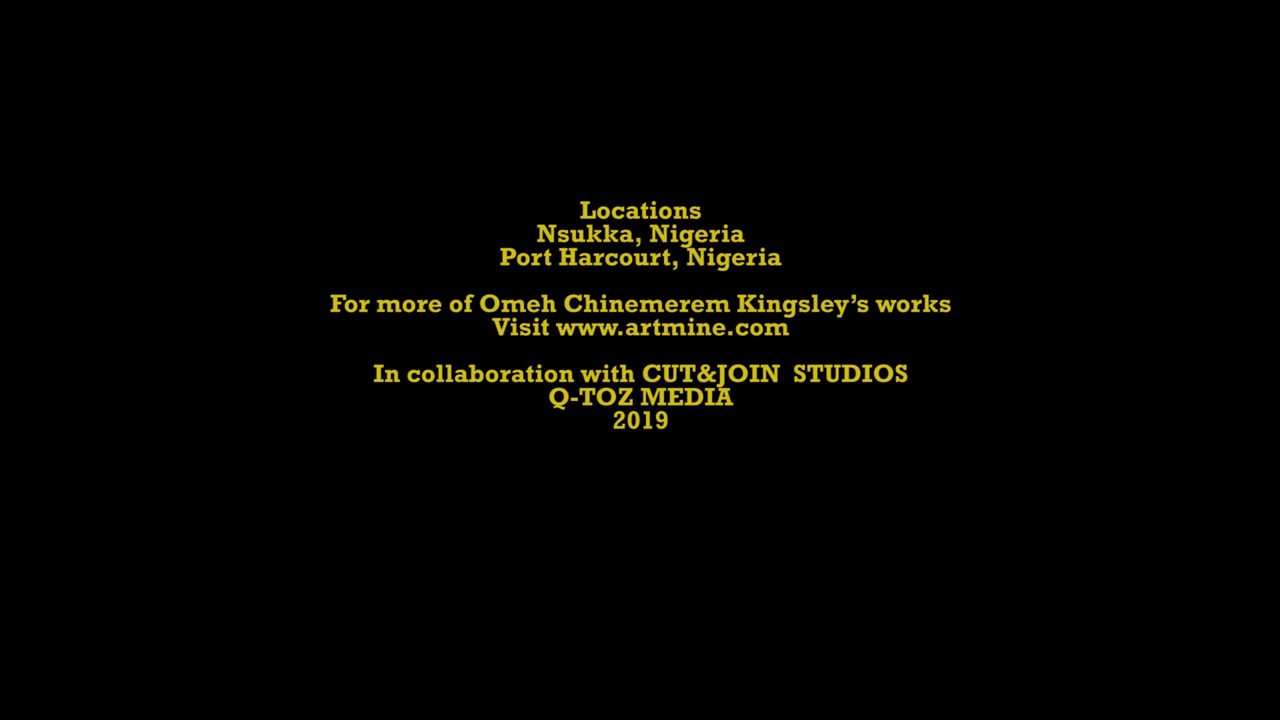 Locations
Nsukka, Nigeria
Port Harcourt, Nigeria
For more of Omeh Chinemerem Kingsley’s works
Visit www.artmine.com
In collaboration with CUT&JOIN  STUDIOS
Q-TOZ MEDIA
2019